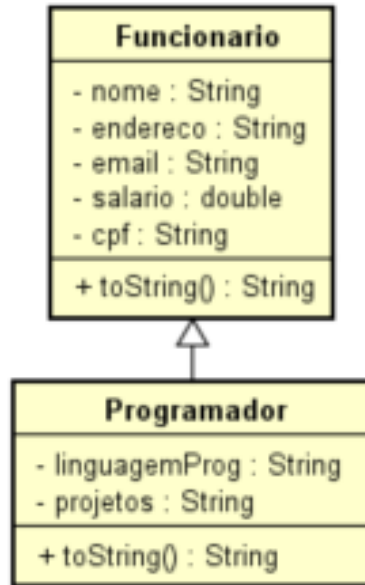 Funcionario
- nome : String
- endereco : String
- email : String
- salario : double
- cpf : String
+ toString() : String
Programador
- linguagemProg : String
- projetos : String
+ toString() : String